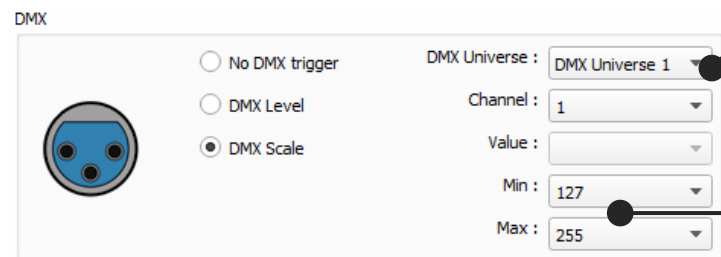 DMX
No DMX trigger
DMX Level
DMX Scale
DMX Universe : DMX Universe 1
Channel : 1
Value :
Min : 127
Max : 255